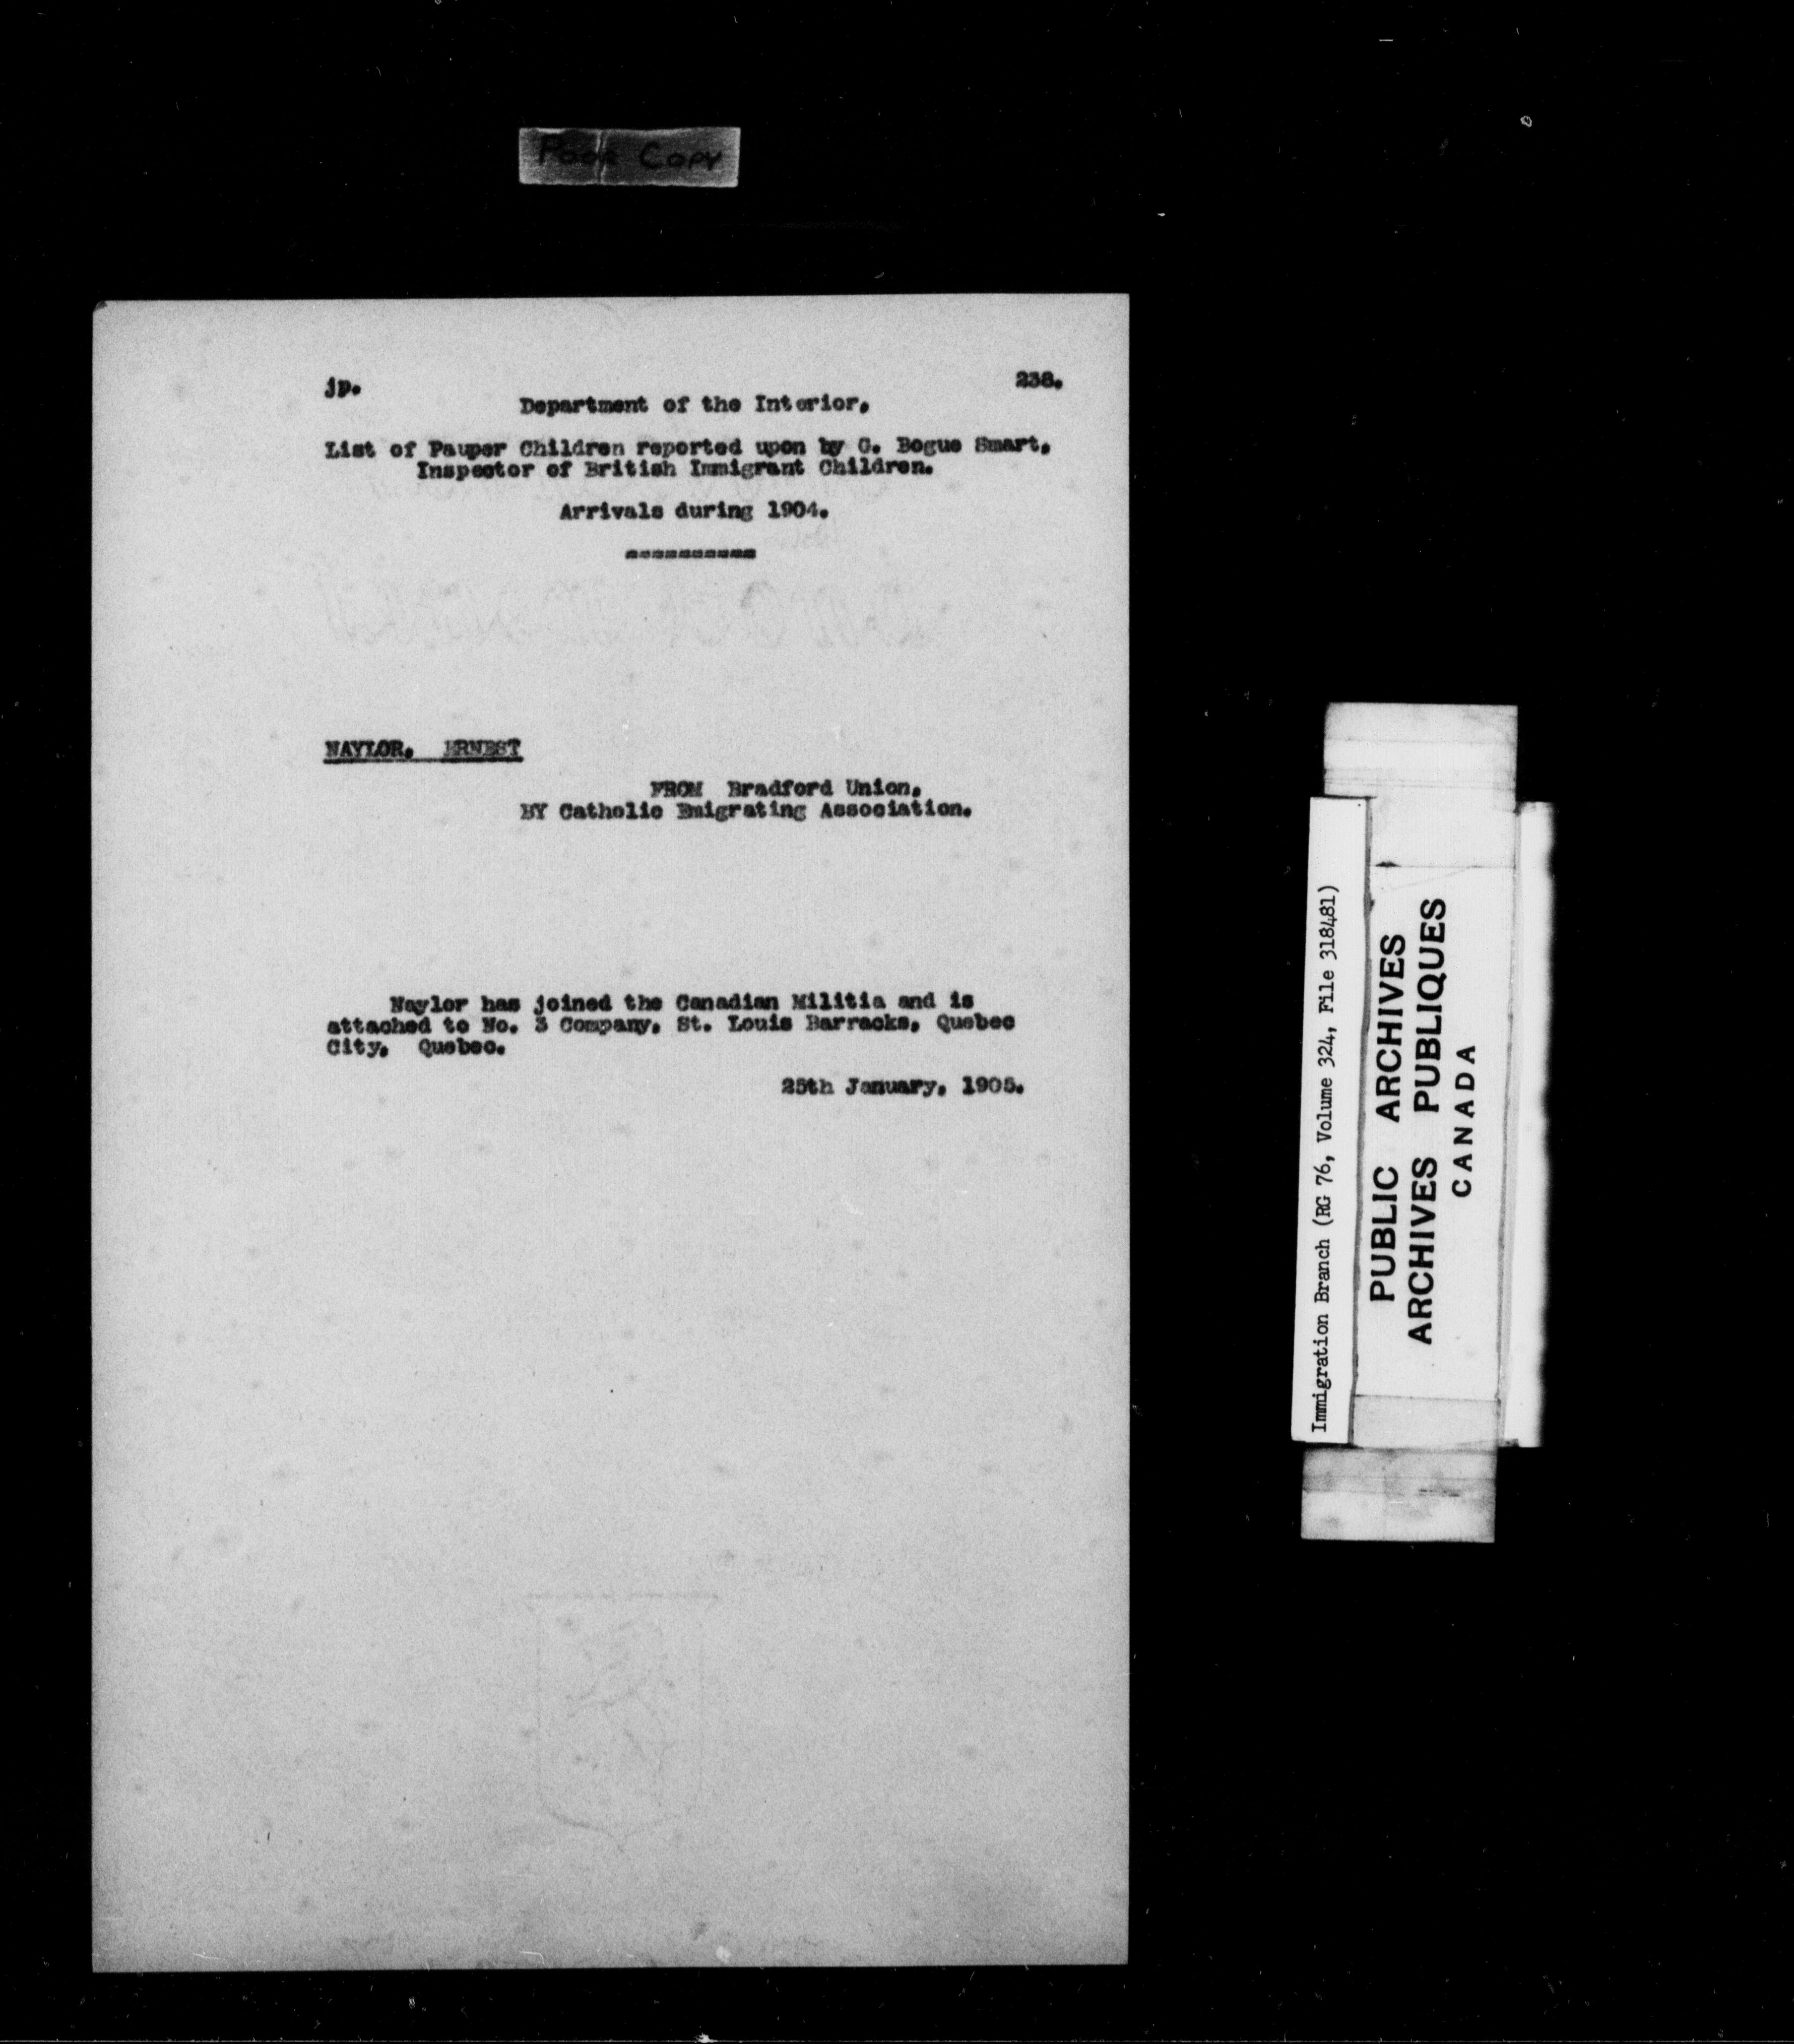 Poor Copy
jp.
238.
Department of the Interior,
List of Pauper Children reported upon by G. Bogue Smart,
Inspector of British Immigrant Children.
Arrivals during 1904.
==========
NAYLOR, ERNEST
FROM Bradford Union,
BY Catholic Emigrating Association.
Naylor has joined the Canadian Militia and is
attached to No. 3 Company, St. Louis Barracks, Quebec
City, Quebec.
25th January, 1905.
Immigration Branch (RG 76, Volume 324, File 318481)
PUBLIC ARCHIVES
ARCHIVES PUBLIQUES
CANADA